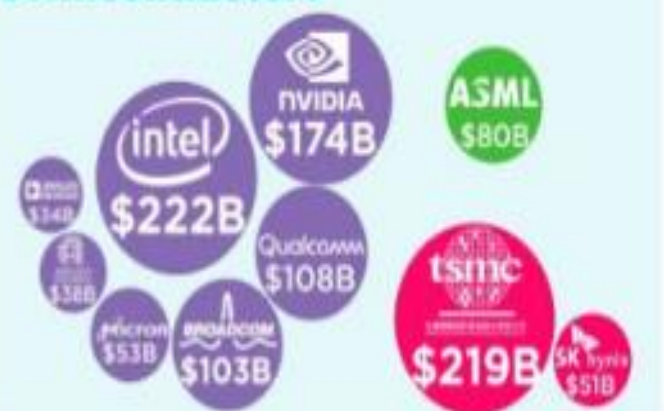 nVIDIA
$174B
ASML
$80B
intel
$222B
$34B
Qualcomm
$108B
$38B
tsmc
$219B
Micron
$53B
BROADCOM
$103B
SK hynix
$51B